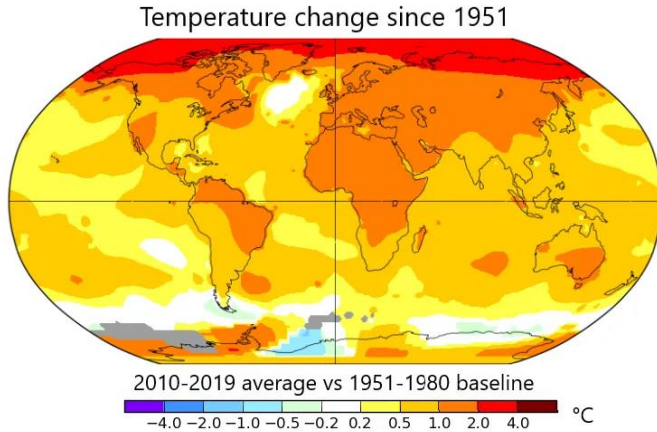 Temperature change since 1951
2010-2019 average vs 1951-1980 baseline
−4.0 −2.0 −1.0 −0.5 −0.2 0.2 0.5 1.0 2.0 4.0 °C